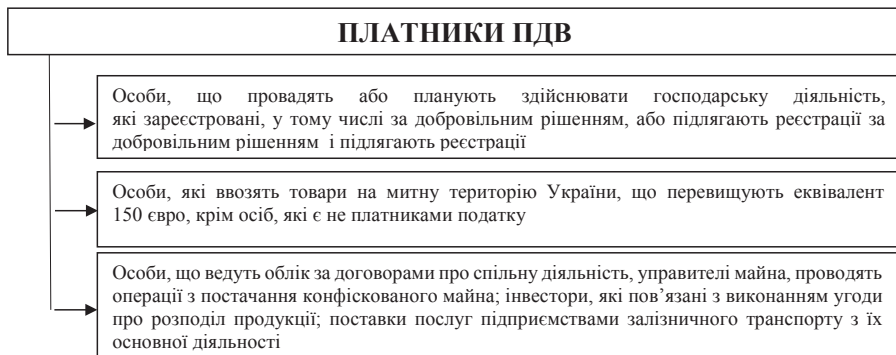 ПЛАТНИКИ ПДВ
Особи, що провадять або планують здійснювати господарську діяльність,
які зареєстровані, у тому числі за добровільним рішенням, або підлягають реєстрації за
добровільним рішенням і підлягають реєстрації
Особи, які ввозять товари на митну територію України, що перевищують еквівалент
150 євро, крім осіб, які є не платниками податку
Особи, що ведуть облік за договорами про спільну діяльність, управителі майна, проводять
операції з постачання конфіскованого майна; інвестори, які пов’язані з виконанням угоди
про розподіл продукції; поставки послуг підприємствами залізничного транспорту з їх
основної діяльності